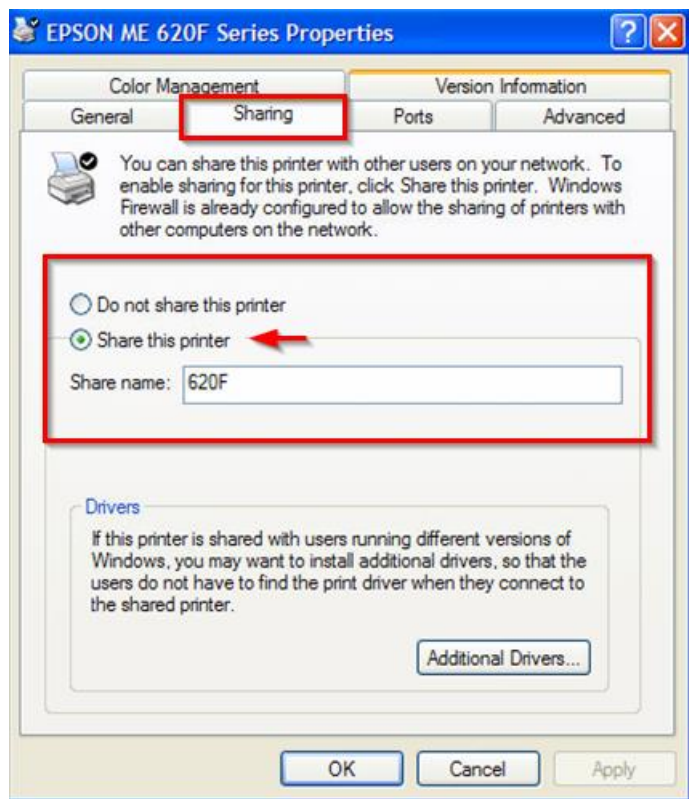 EPSON ME 620F Series Properties
Color Management
Version Information
General
Sharing
Ports
Advanced
You can share this printer with other users on your network. To
enable sharing for this printer, click Share this printer. Windows
Firewall is already configured to allow the sharing of printers with
other computers on the network.
Do not share this printer
Share this printer
Share name: 620F
Drivers
If this printer is shared with users running different versions of
Windows, you may want to install additional drivers, so that the
users do not have to find the print driver when they connect to
the shared printer.
Additional Drivers...
OK
Cancel
Apply